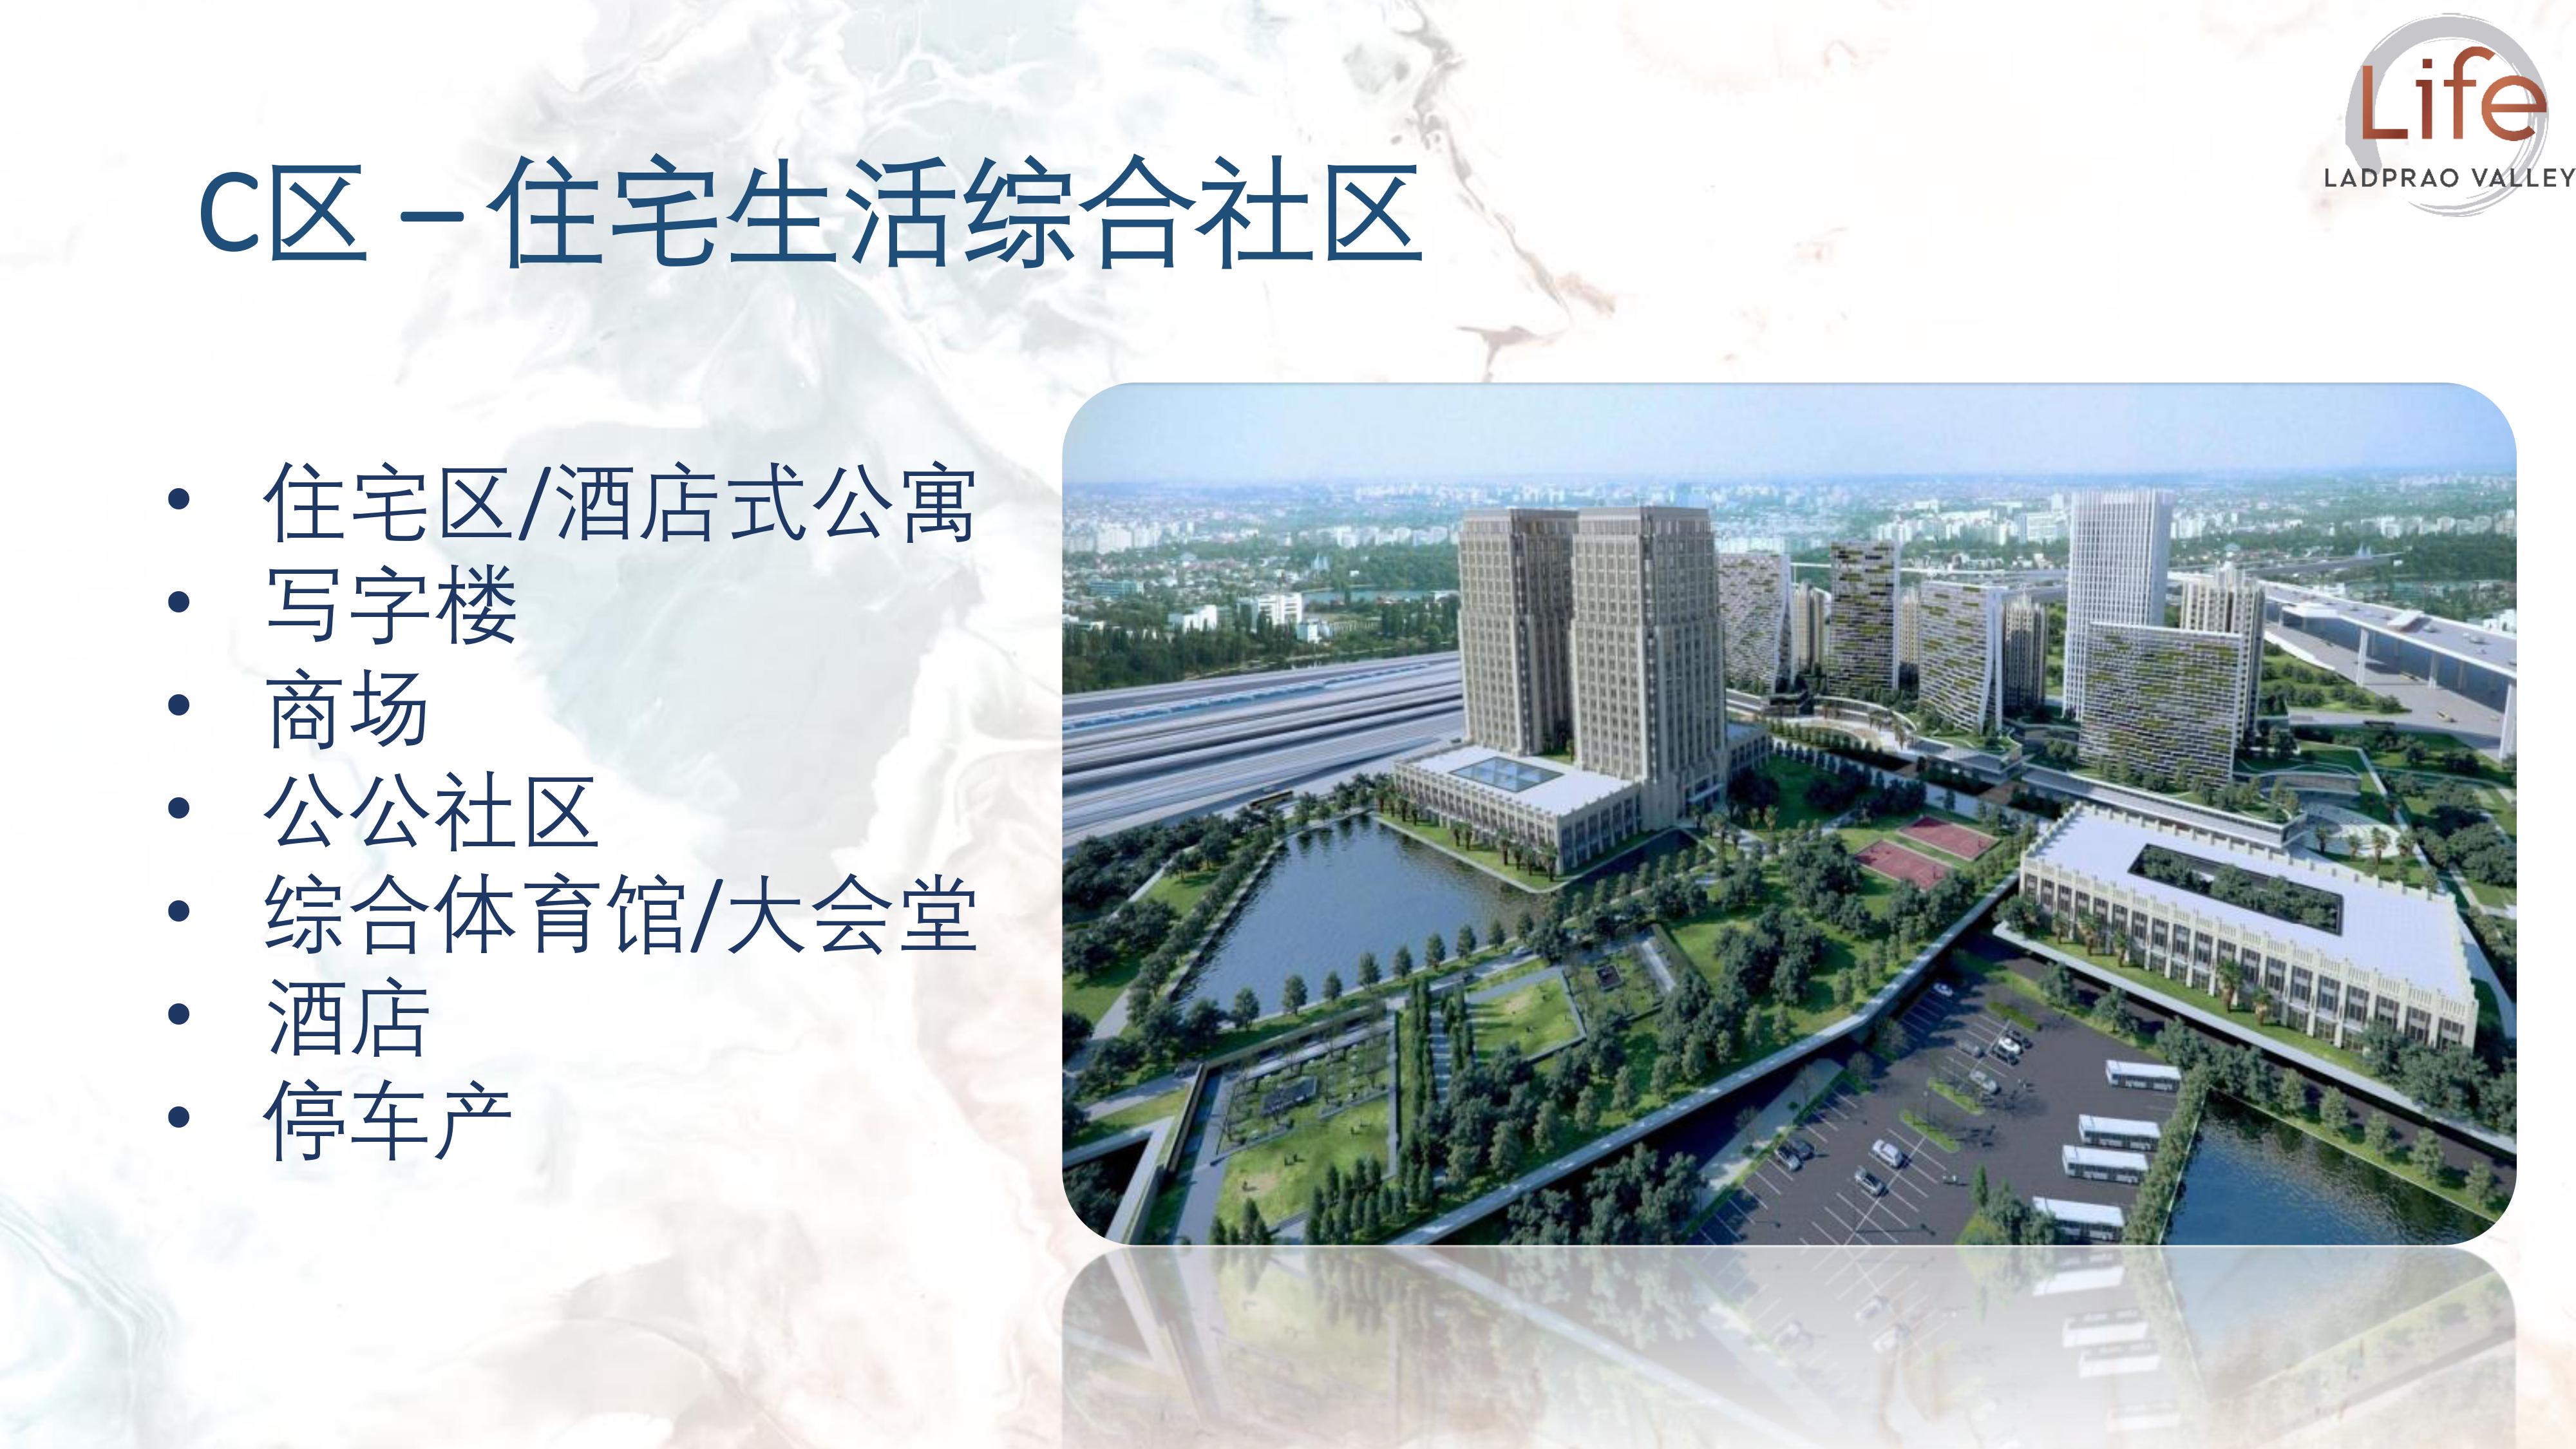 Life
LADPRAO VALLEY
C区 – 住宅生活综合社区
• 住宅区/酒店式公寓
• 写字楼
• 商场
• 公公社区
• 综合体育馆/大会堂
• 酒店
• 停车产